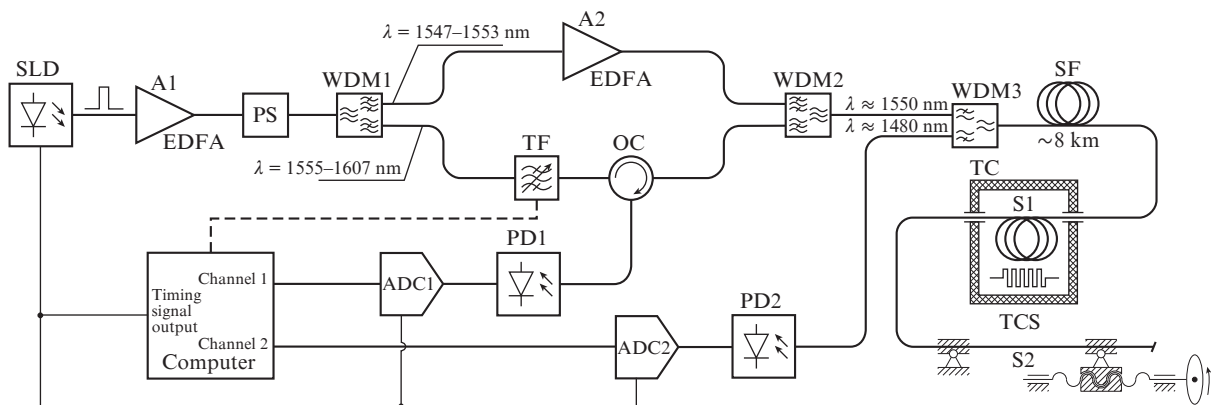 λ = 1547–1553 nm
A2
SLD
A1
WDM1
EDFA
WDM2
SF
WDM3
λ ≈ 1550 nm
PS
λ ≈ 1480 nm
EDFA
~8 km
TF
OC
λ = 1555–1607 nm
TC
S1
PD1
Channel 1
ADC1
Timing
signal
output
PD2
TCS
Channel 2
ADC2
Computer
S2